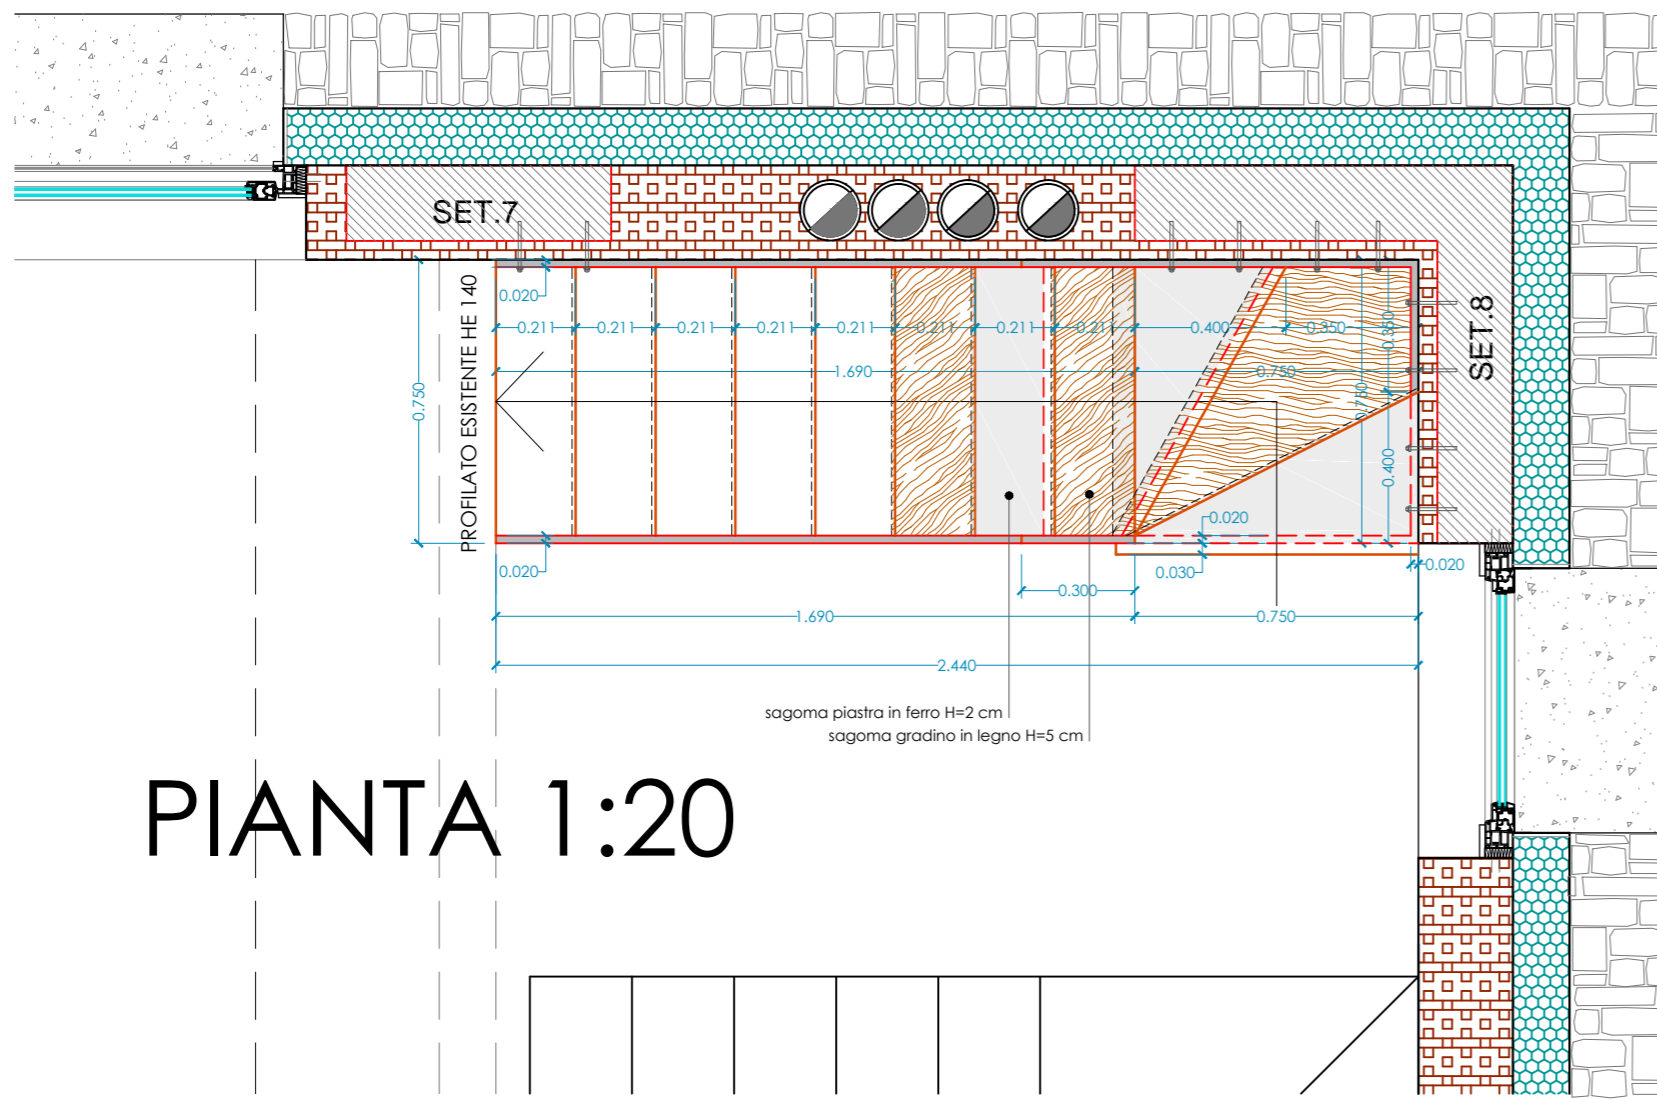 SET.7
PROFILATO ESISTENTE HE 140
SET.8
0.020
0.211 0.211 0.211 0.211 0.211 0.211 0.211 0.211 0.400 0.350
0.350
1.690 0.750
0.750
0.750
0.400
0.020
0.020
0.030
0.020
0.300
1.690 0.750
2.440
sagoma piastra in ferro H=2 cm
sagoma gradino in legno H=5 cm
PIANTA 1:20